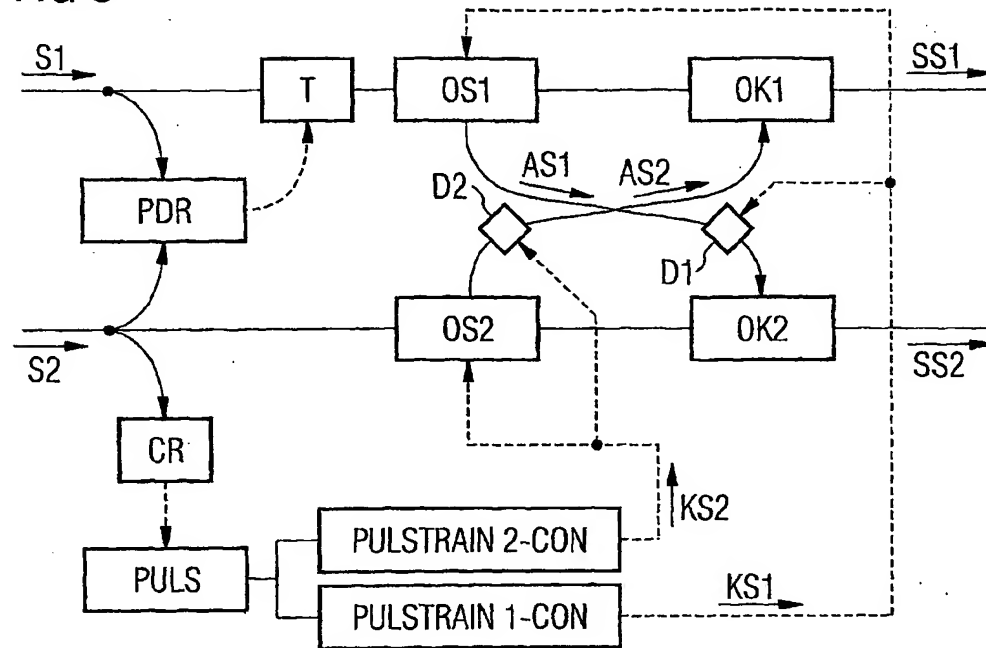 S1
T
OS1
OK1
SS1
PDR
AS1
AS2
D2
D1
S2
OS2
OK2
SS2
CR
KS2
PULS
PULSTRAIN 2-CON
PULSTRAIN 1-CON
KS1